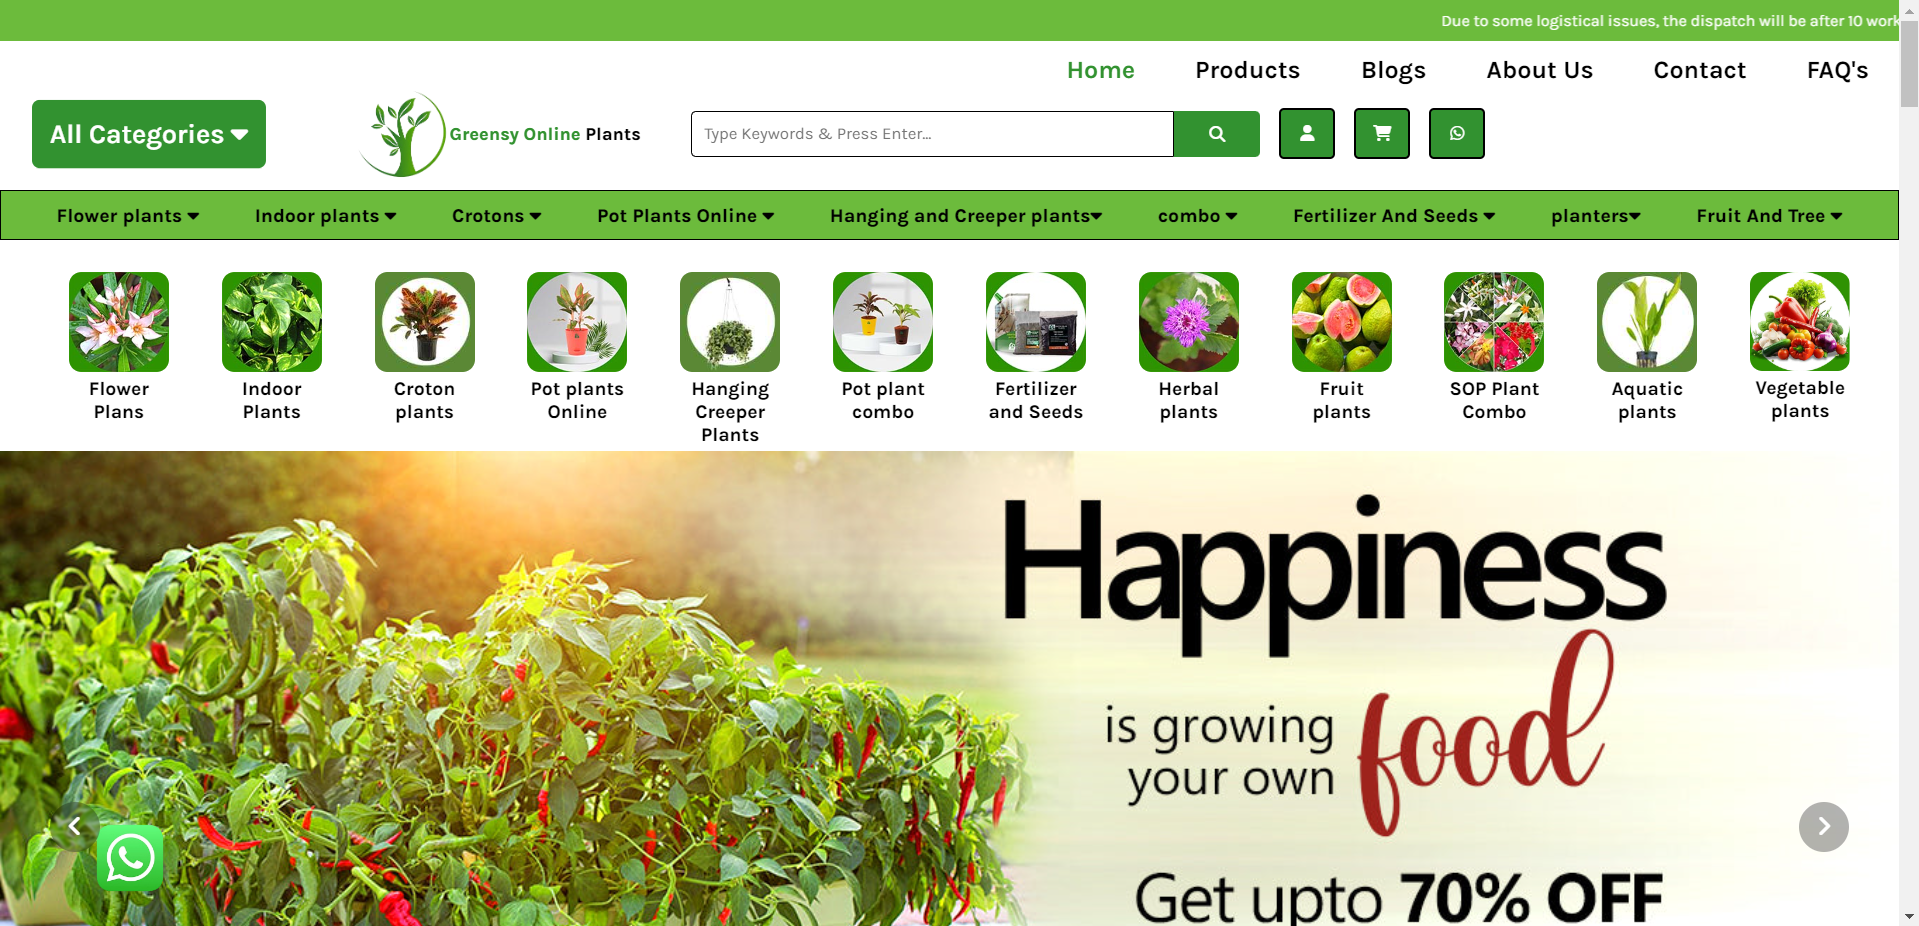 Due to some logistical issues, the dispatch will be after 10 work
Home Products Blogs About Us Contact FAQ's
All Categories
Greensy Online Plants
Type Keywords & Press Enter...
Flower plants Indoor plants Crotons Pot Plants Online Hanging and Creeper plants combo Fertilizer And Seeds planters Fruit And Tree
Flower
Plans
Indoor
Plants
Croton
plants
Pot plants
Online
Hanging
Creeper
Plants
Pot plant
combo
Fertilizer
and Seeds
Herbal
plants
Fruit
plants
SOP Plant
Combo
Aquatic
plants
Vegetable
plants
Happiness
is growing
your own food
Get upto 70% OFF